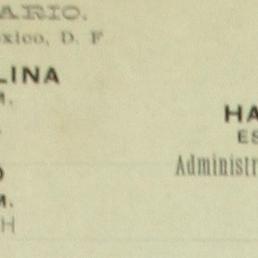 ARIO.
xico, D. F
LINA
M.
HA
ES
Administr
O
M.
H